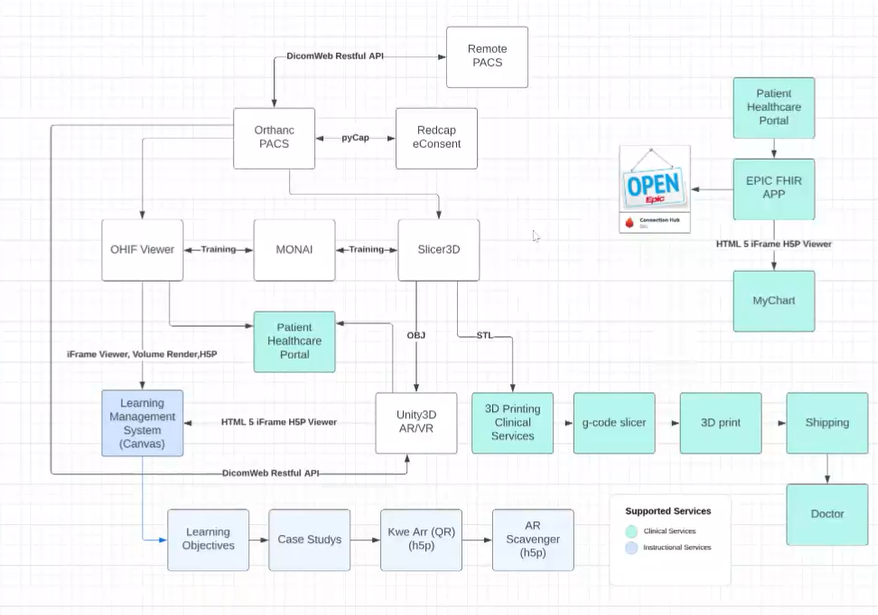 DicomWeb Restful API
Remote
PACS
Patient
Healthcare
Portal
Orthanc
PACS
pyCap
Redcap
eConsent
OPEN
Epic
Connection Hub
EPIC FHIR
APP
HTML 5 iFrame H5P Viewer
OHIF Viewer
Training
MONAI
Training
Slicer3D
MyChart
Patient
Healthcare
Portal
OBJ
STL
iFrame Viewer, Volume Render,H5P
Learning
Management
System
(Canvas)
HTML 5 iFrame H5P Viewer
Unity3D
AR/VR
3D Printing
Clinical
Services
g-code slicer
3D print
Shipping
DicomWeb Restful API
Learning
Objectives
Case Studys
Kwe Arr (QR)
(h5p)
AR
Scavenger
(h5p)
Supported Services
Clinical Services
Instructional Services
Doctor